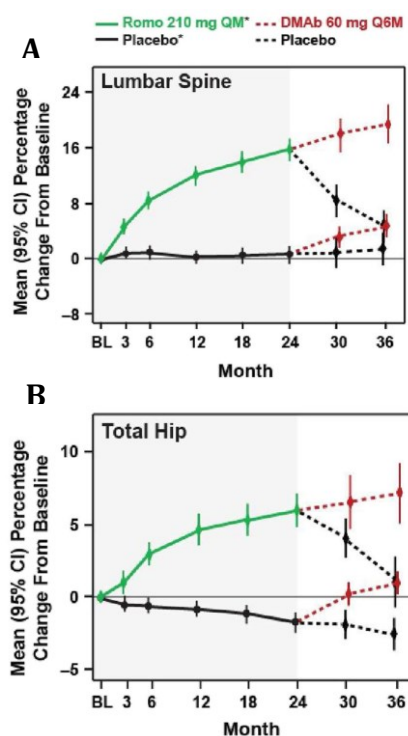 Romo 210 mg QM* DMAb 60 mg Q6M
Placebo* Placebo
A
Lumbar Spine
Mean (95% CI) Percentage
Change From Baseline
24
16
8
0
–8
BL 3 6 12 18 24 30 36
Month
B
Total Hip
Mean (95% CI) Percentage
Change From Baseline
10
5
0
–5
BL 3 6 12 18 24 30 36
Month